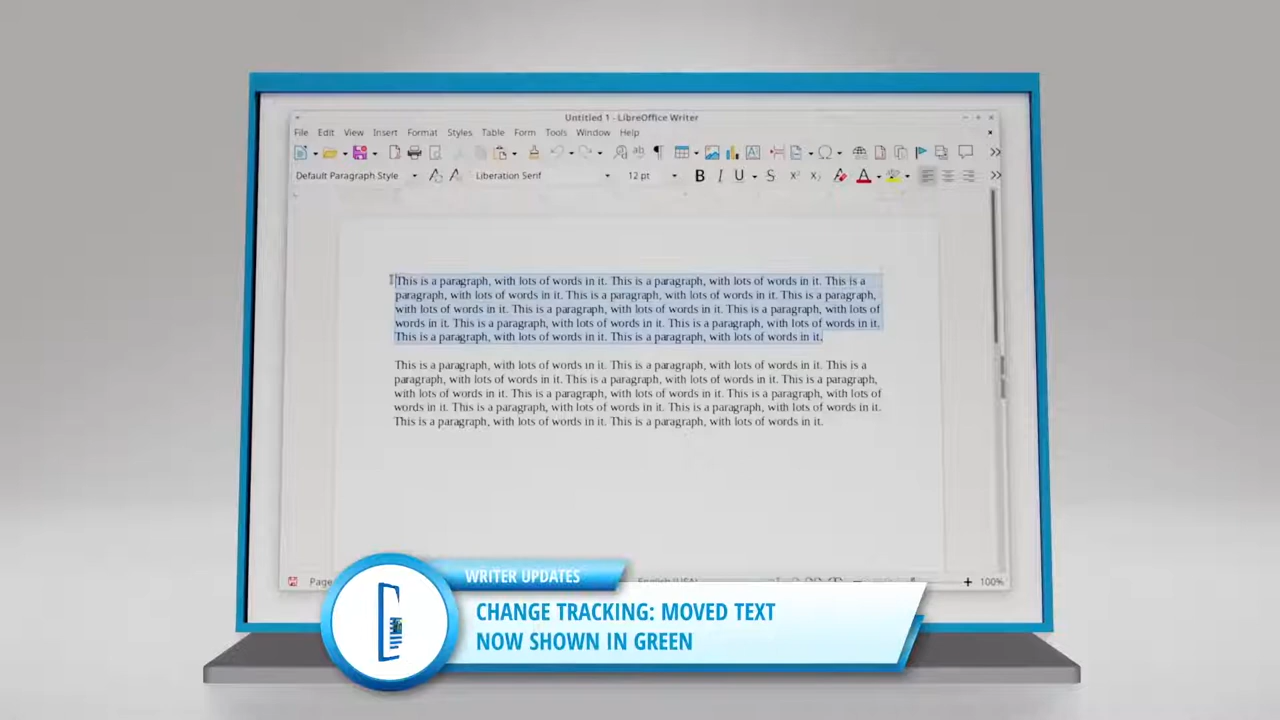 Untitled 1 - LibreOffice Writer
File Edit View Insert Format Styles Table Form Tools Window Help
Default Paragraph Style Liberation Serif 12 pt B I U S X² X₂ A
This is a paragraph, with lots of words in it. This is a paragraph, with lots of words in it. This is a
paragraph, with lots of words in it. This is a paragraph, with lots of words in it. This is a paragraph,
with lots of words in it. This is a paragraph, with lots of words in it. This is a paragraph, with lots of
words in it. This is a paragraph, with lots of words in it. This is a paragraph, with lots of words in it.
This is a paragraph, with lots of words in it. This is a paragraph, with lots of words in it.
This is a paragraph, with lots of words in it. This is a paragraph, with lots of words in it. This is a
paragraph, with lots of words in it. This is a paragraph, with lots of words in it. This is a paragraph,
with lots of words in it. This is a paragraph, with lots of words in it. This is a paragraph, with lots of
words in it. This is a paragraph, with lots of words in it. This is a paragraph, with lots of words in it.
This is a paragraph, with lots of words in it. This is a paragraph, with lots of words in it.
Page 100%
WRITER UPDATES
CHANGE TRACKING: MOVED TEXT
NOW SHOWN IN GREEN